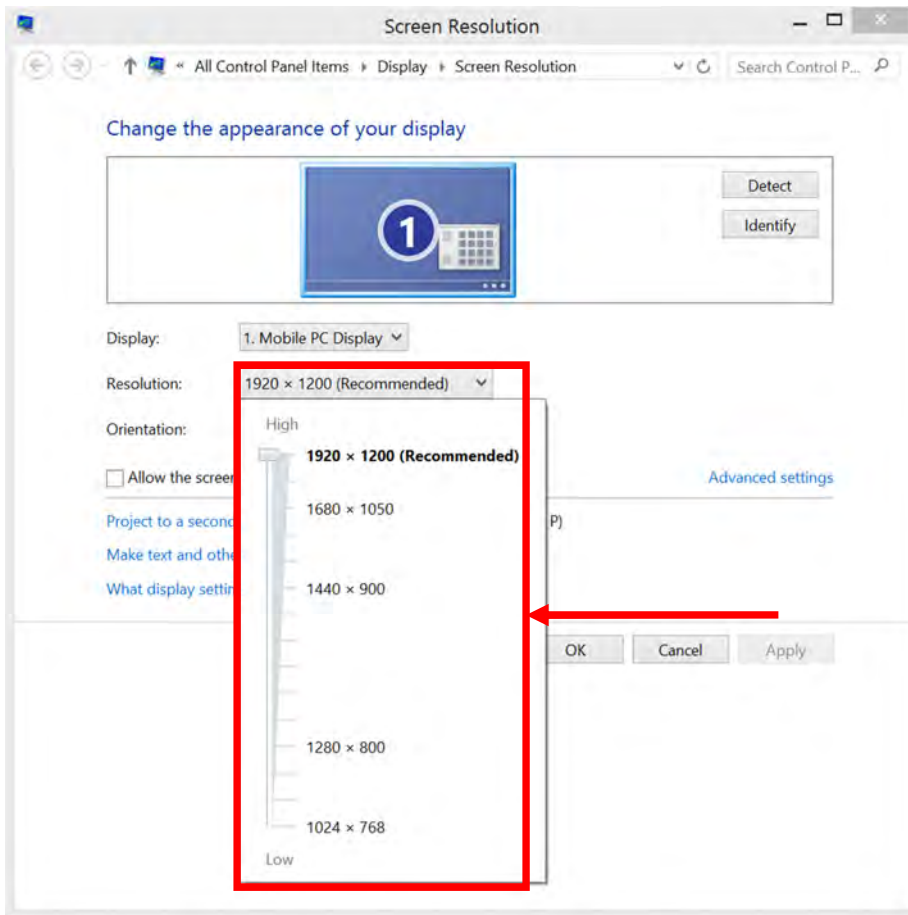 Screen Resolution
« All Control Panel Items Display Screen Resolution Search Control P...
Change the appearance of your display
1
Detect
Identify
Display: 1. Mobile PC Display
Resolution: 1920 × 1200 (Recommended)
Orientation:
High
1920 × 1200 (Recommended)
Allow the screen
Advanced settings
1680 × 1050
Project to a second P)
Make text and othe
1440 × 900
What display settin
OK Cancel Apply
1280 × 800
1024 × 768
Low